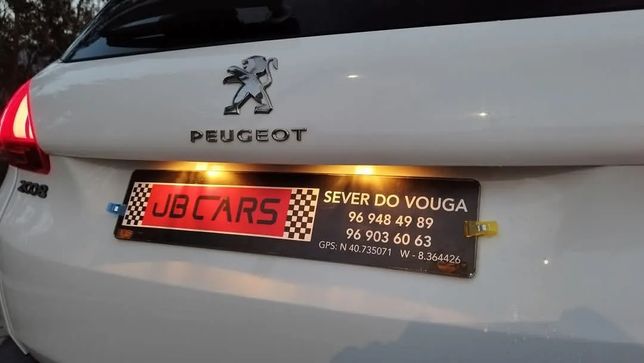 PEUGEOT
2008
JB CARS
SEVER DO VOUGA
96 948 49 89
96 903 60 63
GPS: N 40.735071 W - 8.364426